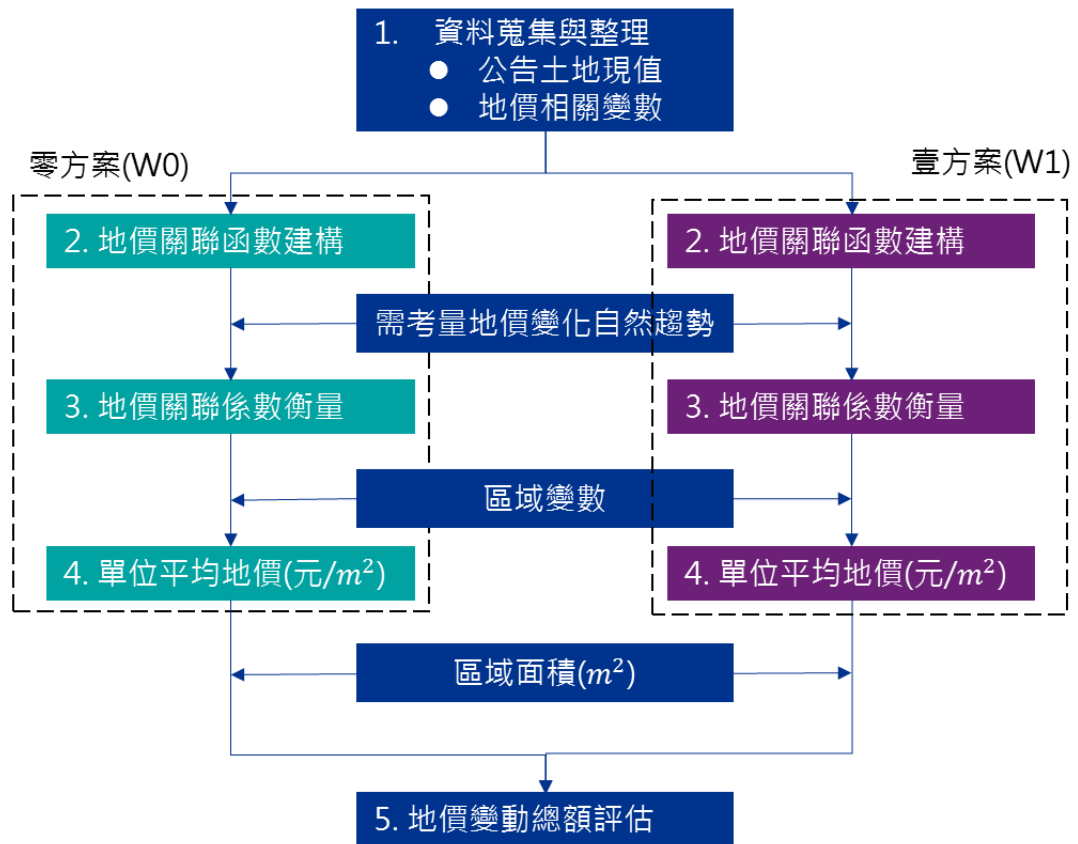 1. 資料蒐集與整理
● 公告土地現值
● 地價相關變數
零方案(W0)
壹方案(W1)
2. 地價關聯函數建構
2. 地價關聯函數建構
需考量地價變化自然趨勢
3. 地價關聯係數衡量
3. 地價關聯係數衡量
區域變數
4. 單位平均地價(元/m²)
4. 單位平均地價(元/m²)
區域面積(m²)
5. 地價變動總額評估